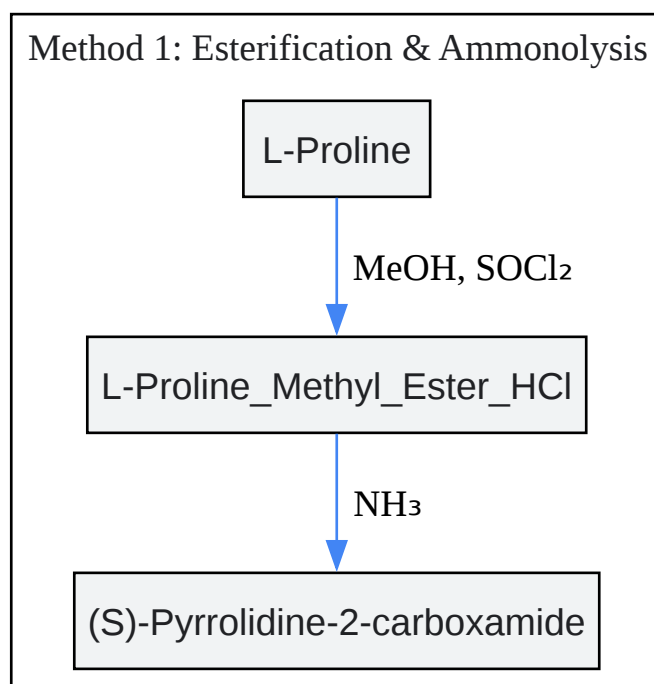 Method 1: Esterification & Ammonolysis
L-Proline
MeOH, SOCl₂
L-Proline_Methyl_Ester_HCl
NH₃
(S)-Pyrrolidine-2-carboxamide